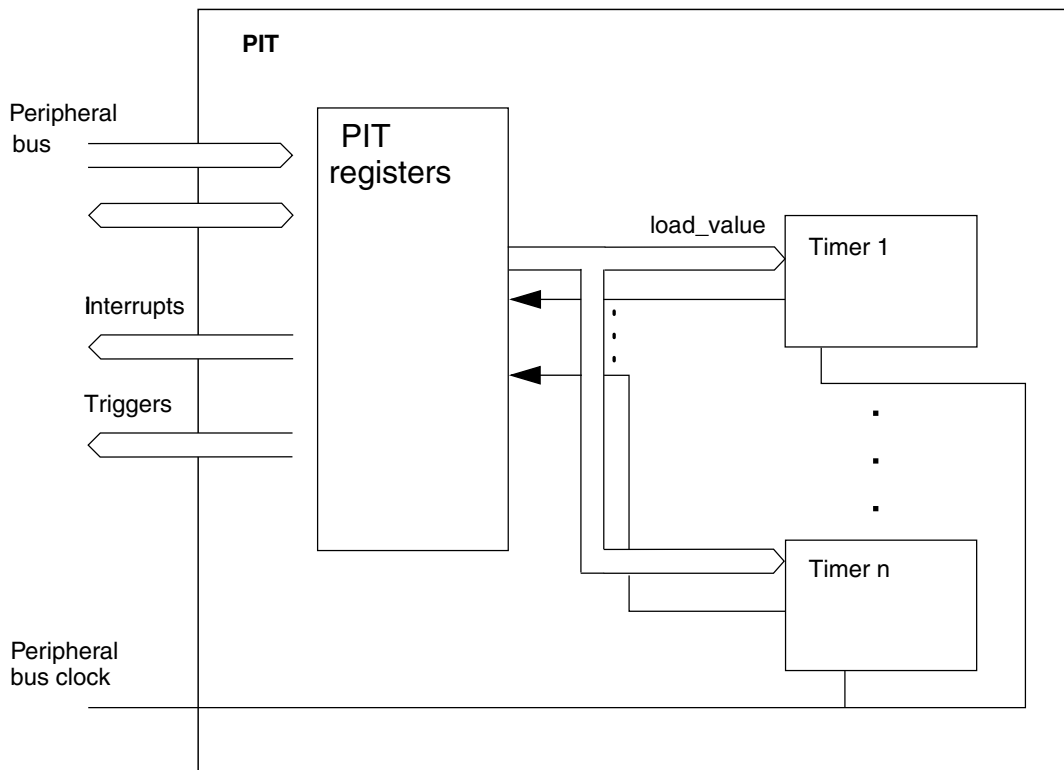 PIT
Peripheral
bus
PIT
registers
load_value
Timer 1
Interrupts
Triggers
Timer n
Peripheral
bus clock